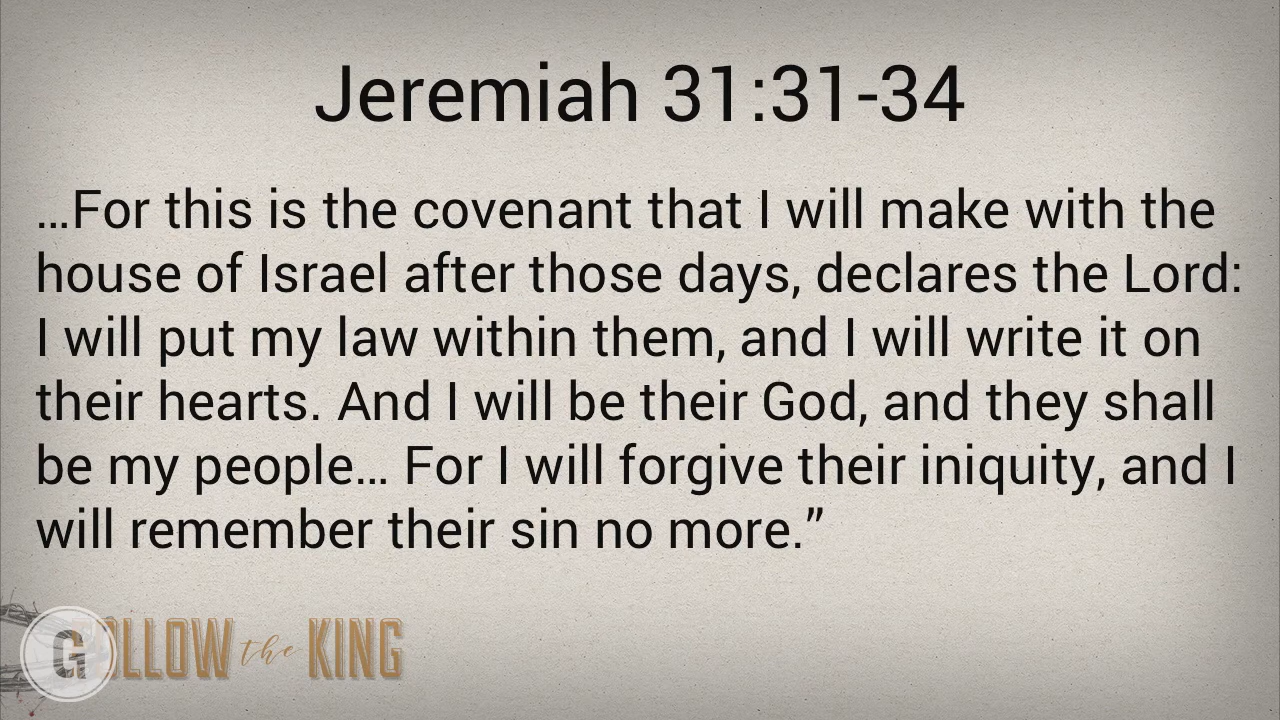 Jeremiah 31:31-34
…For this is the covenant that I will make with the
house of Israel after those days, declares the Lord:
I will put my law within them, and I will write it on
their hearts. And I will be their God, and they shall
be my people… For I will forgive their iniquity, and I
will remember their sin no more.”
G OLLOW the KING